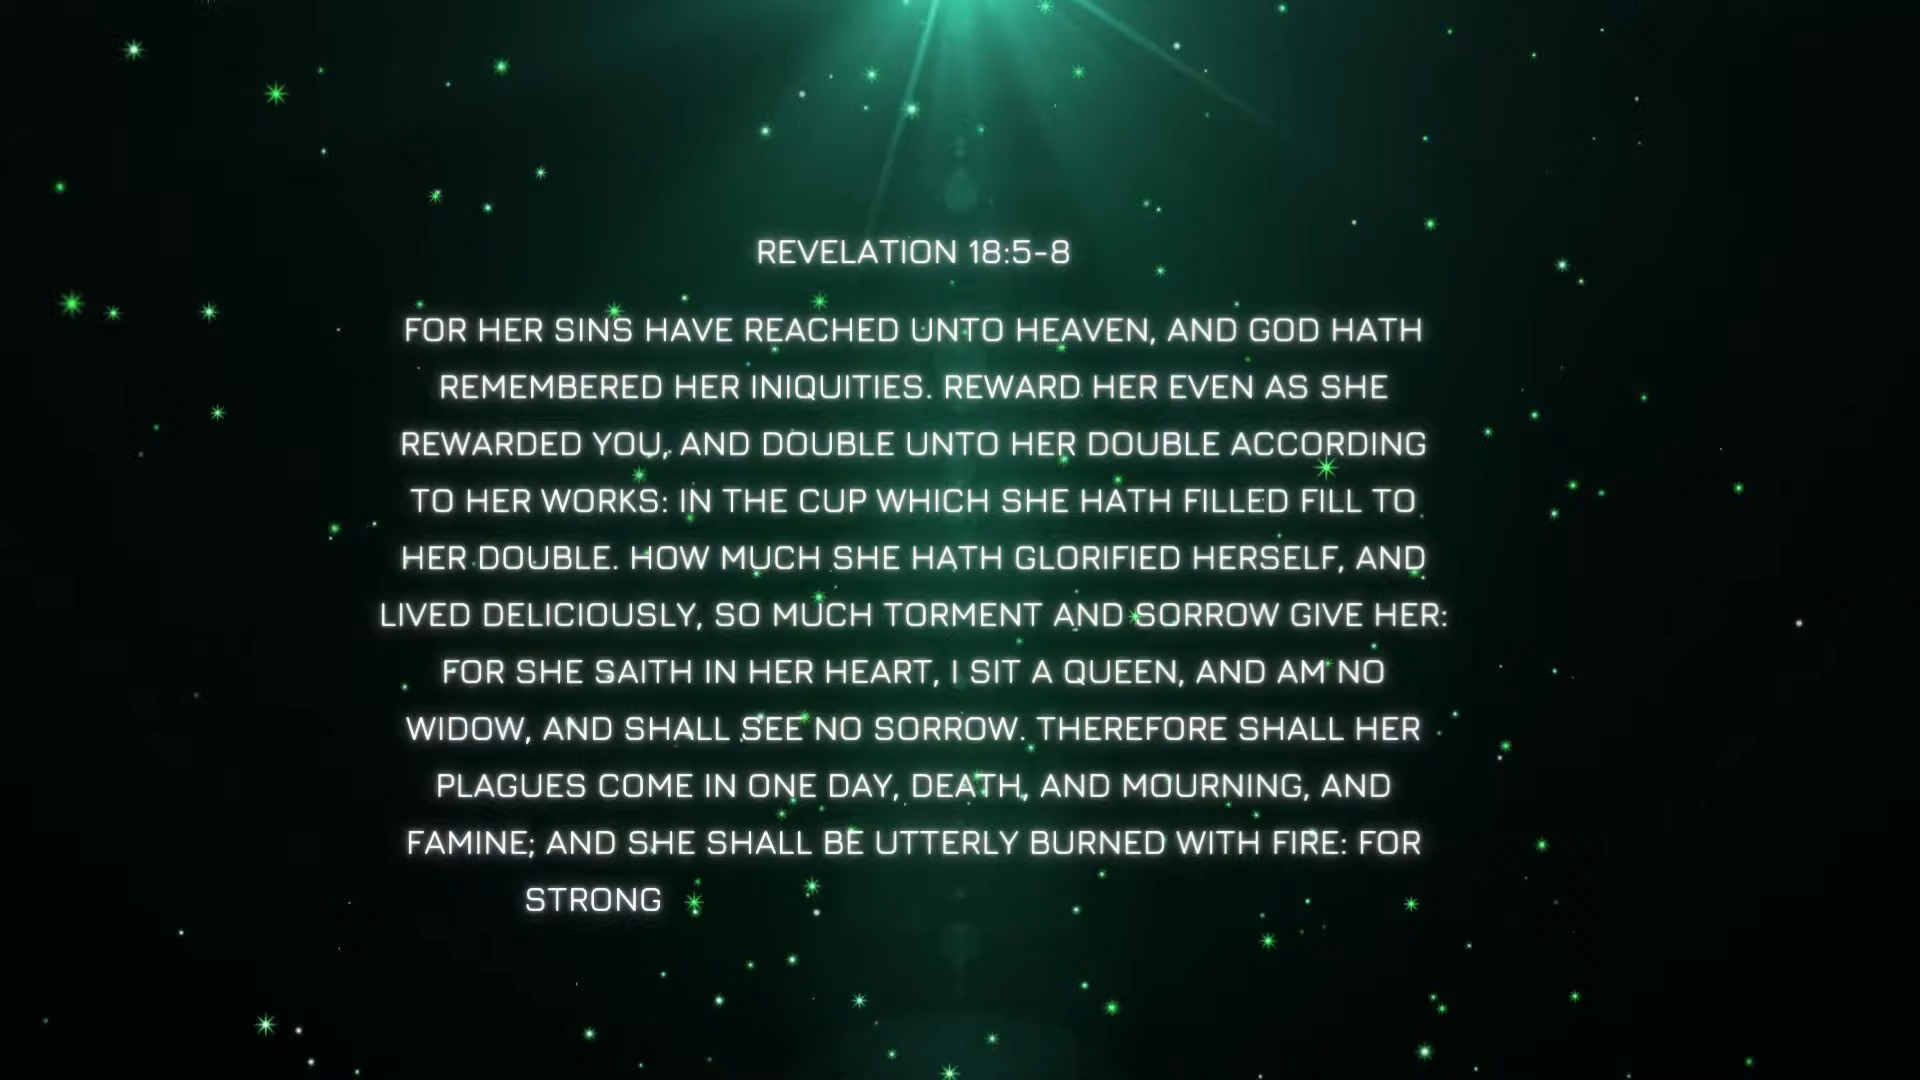 REVELATION 18:5-8
FOR HER SINS HAVE REACHED UNTO HEAVEN, AND GOD HATH
REMEMBERED HER INIQUITIES. REWARD HER EVEN AS SHE
REWARDED YOU, AND DOUBLE UNTO HER DOUBLE ACCORDING
TO HER WORKS: IN THE CUP WHICH SHE HATH FILLED FILL TO
HER DOUBLE. HOW MUCH SHE HATH GLORIFIED HERSELF, AND
LIVED DELICIOUSLY, SO MUCH TORMENT AND SORROW GIVE HER:
FOR SHE SAITH IN HER HEART, I SIT A QUEEN, AND AM NO
WIDOW, AND SHALL SEE NO SORROW. THEREFORE SHALL HER
PLAGUES COME IN ONE DAY, DEATH, AND MOURNING, AND
FAMINE; AND SHE SHALL BE UTTERLY BURNED WITH FIRE: FOR
STRONG